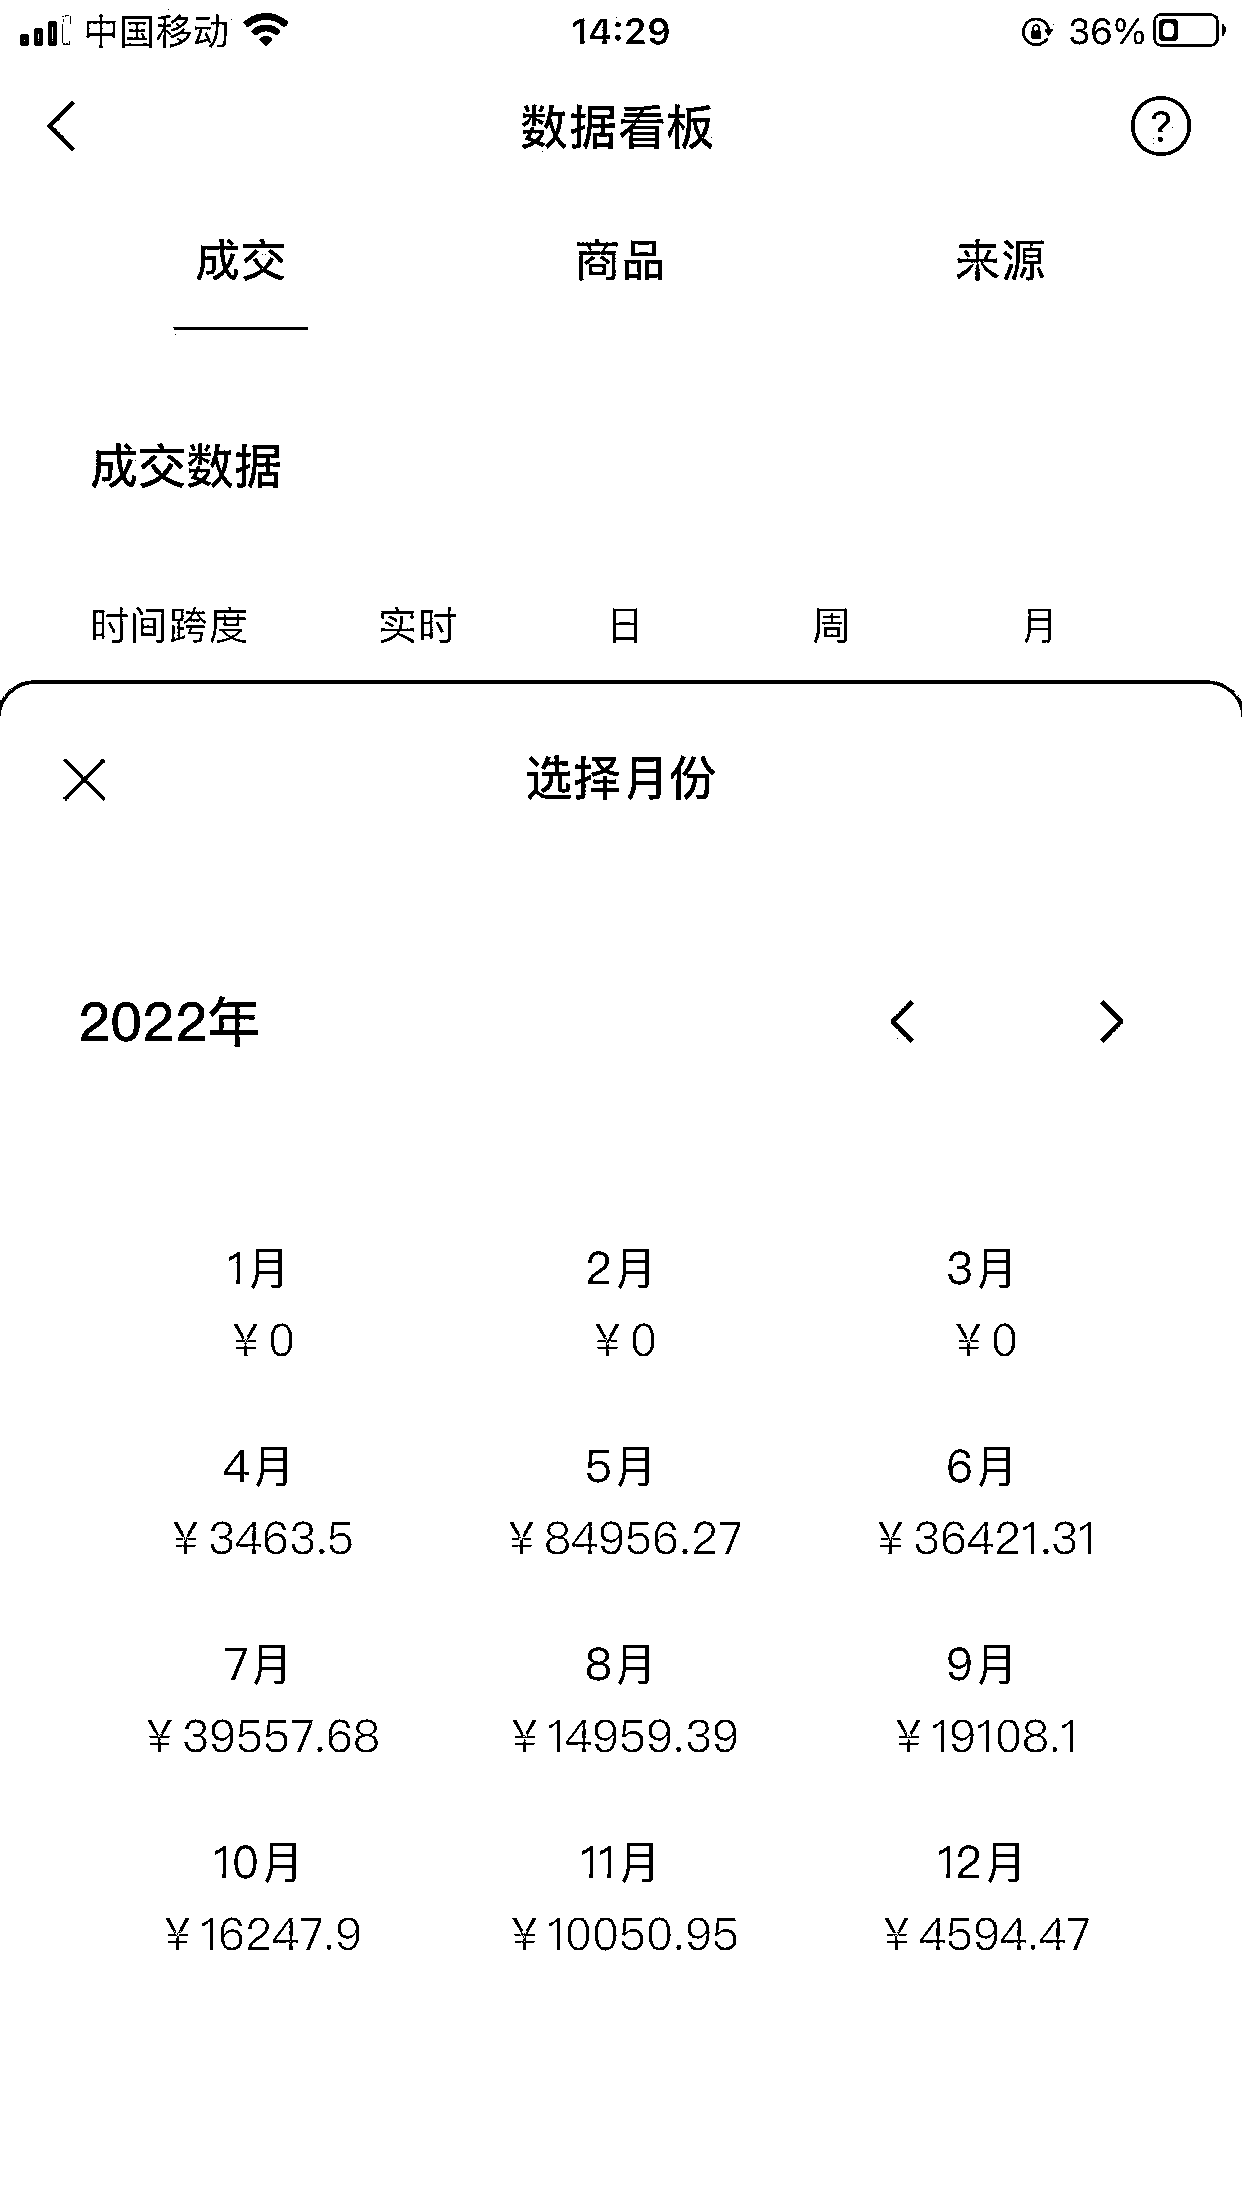 中国移动 14:29 36%
数据看板
成交 商品 来源
成交数据
时间跨度 实时 日 周 月
选择月份
2022年
1月 2月 3月
¥0 ¥0 ¥0
4月 5月 6月
¥3463.5 ¥84956.27 ¥36421.31
7月 8月 9月
¥39557.68 ¥14959.39 ¥19108.1
10月 11月 12月
¥16247.9 ¥10050.95 ¥4594.47